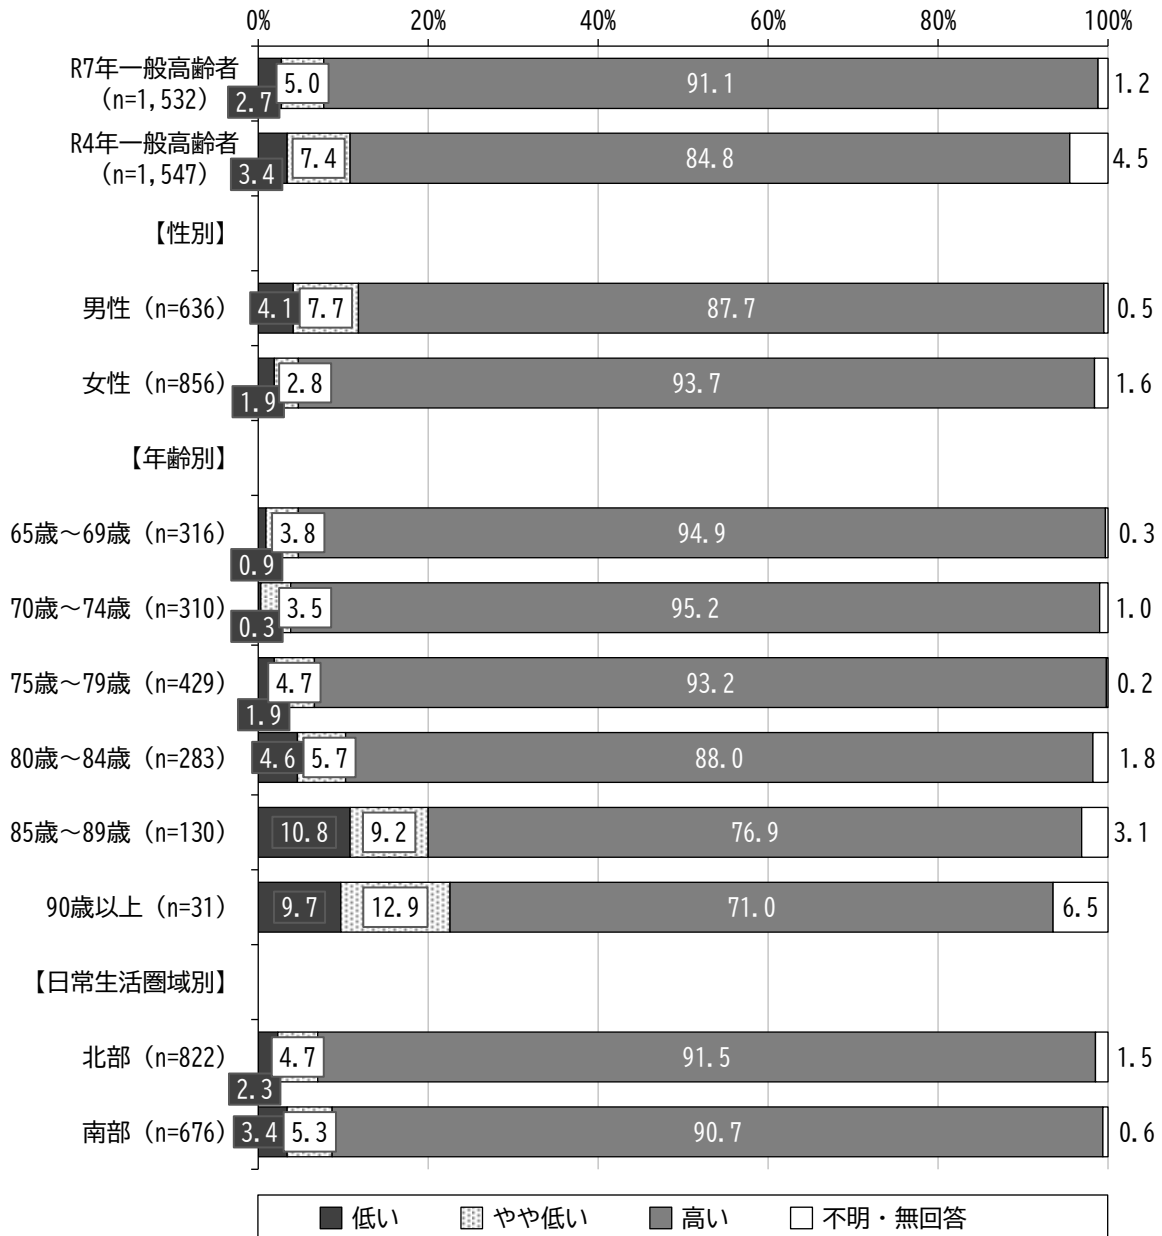 0% 20% 40% 60% 80% 100%
R7年一般高齢者
（n=1,532） 2.7 5.0 91.1 1.2
R4年一般高齢者
（n=1,547） 3.4 7.4 84.8 4.5
【性別】
男性（n=636） 4.1 7.7 87.7 0.5
女性（n=856） 1.9 2.8 93.7 1.6
【年齢別】
65歳～69歳（n=316） 0.9 3.8 94.9 0.3
70歳～74歳（n=310） 0.3 3.5 95.2 1.0
75歳～79歳（n=429） 1.9 4.7 93.2 0.2
80歳～84歳（n=283） 4.6 5.7 88.0 1.8
85歳～89歳（n=130） 10.8 9.2 76.9 3.1
90歳以上（n=31） 9.7 12.9 71.0 6.5
【日常生活圏域別】
北部（n=822） 2.3 4.7 91.5 1.5
南部（n=676） 3.4 5.3 90.7 0.6
低い やや低い 高い 不明・無回答